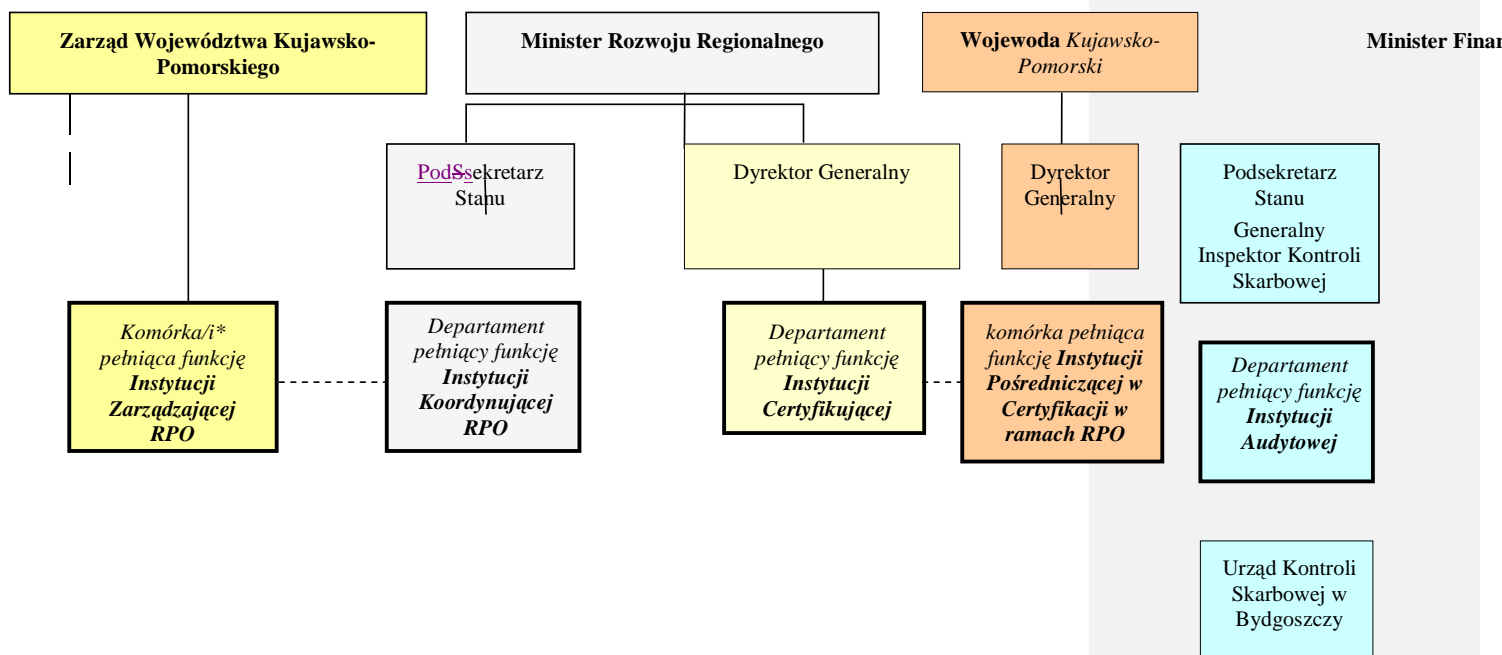 Zarząd Województwa Kujawsko-
Pomorskiego
Minister Rozwoju Regionalnego
Wojewoda Kujawsko-
Pomorski
Minister Finan
PodSsekretarz
Stanu
Dyrektor Generalny
Dyrektor
Generalny
Podsekretarz
Stanu
Generalny
Inspektor Kontroli
Skarbowej
Komórka/i*
pełniąca funkcję
Instytucji
Zarządzającej
RPO
Departament
pełniący funkcję
Instytucji
Koordynującej
RPO
Departament
pełniący funkcję
Instytucji
Certyfikującej
komórka pełniąca
funkcję Instytucji
Pośredniczącej w
Certyfikacji w
ramach RPO
Departament
pełniący funkcję
Instytucji
Audytowej
Urząd Kontroli
Skarbowej w
Bydgoszczy